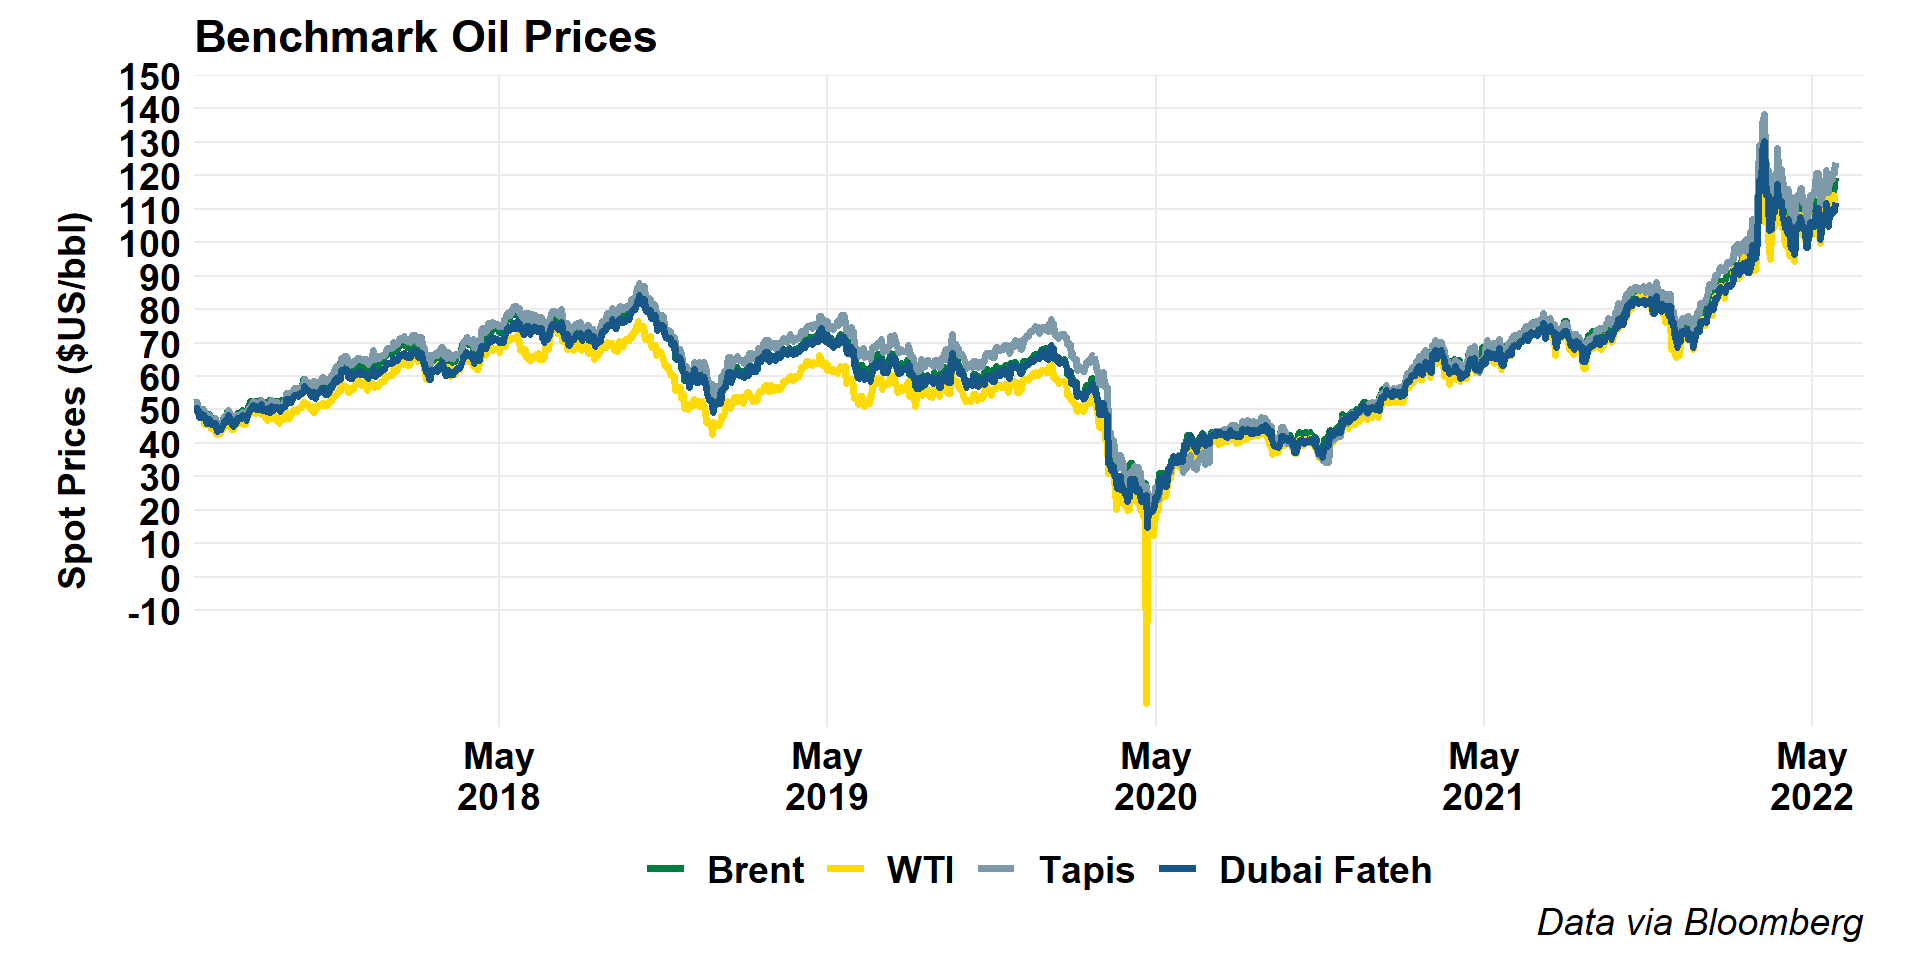 Benchmark Oil Prices
150
140
130
120
110
100
90
80
70
60
50
40
30
20
10
0
-10
Spot Prices ($US/bbl)
May
2018
May
2019
May
2020
May
2021
May
2022
Brent WTI Tapis Dubai Fateh
Data via Bloomberg